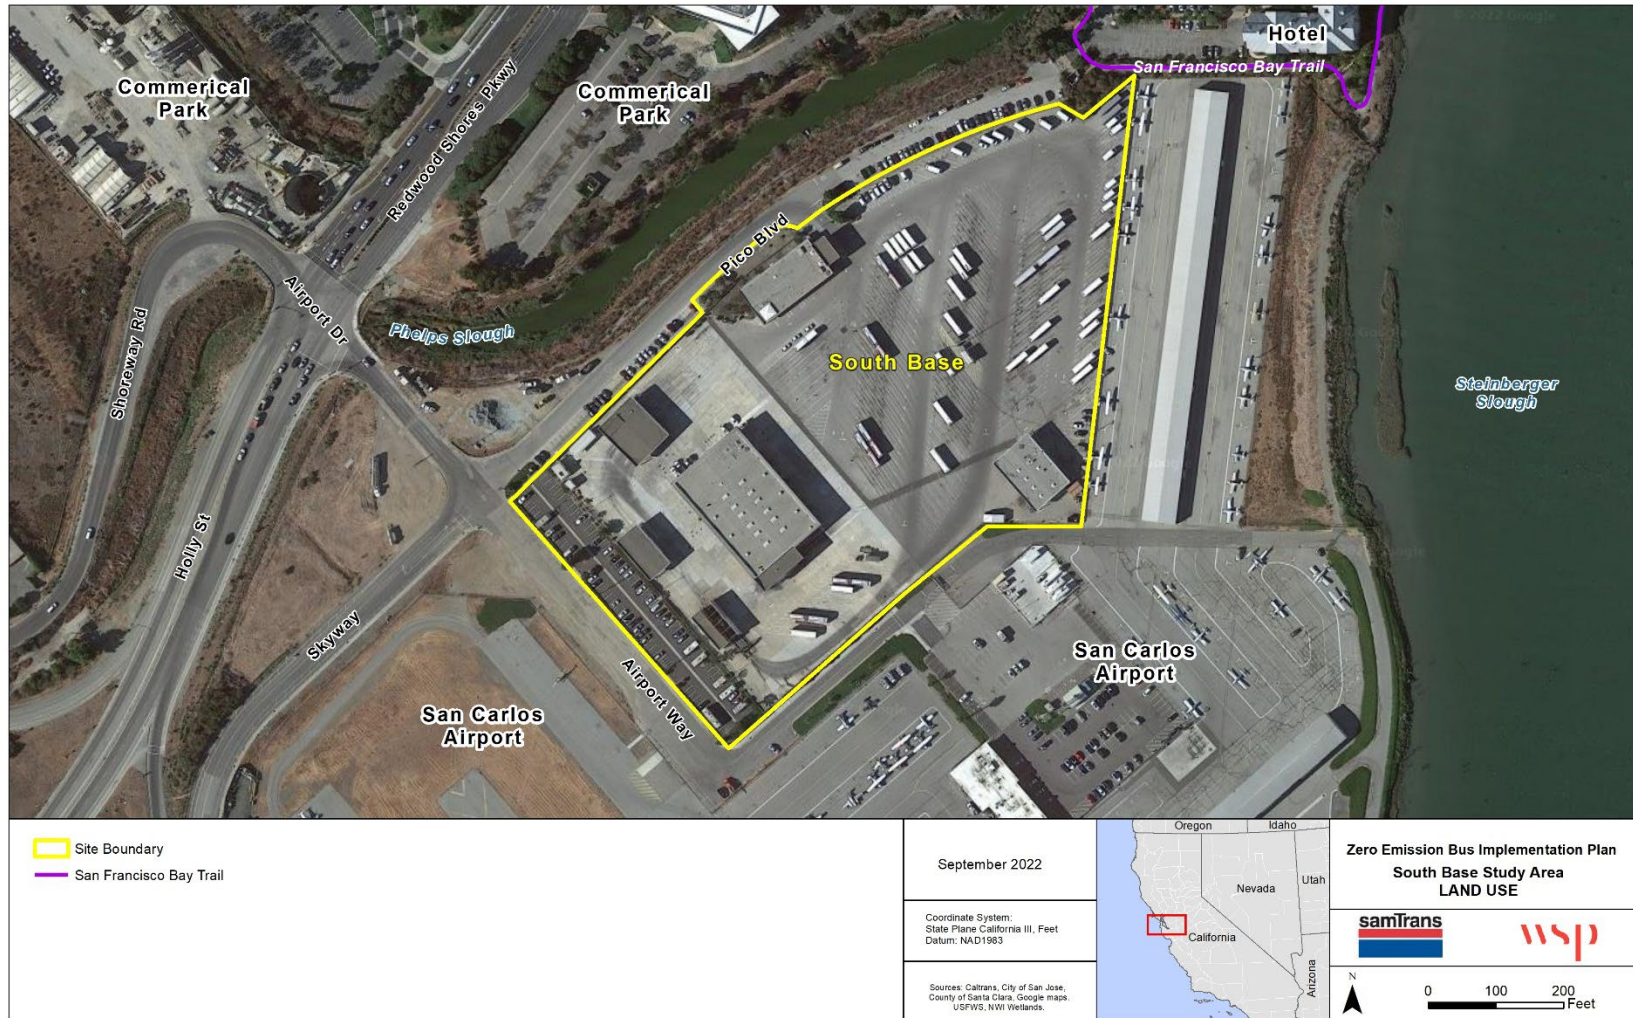 © 2022 Google
Hotel
San Francisco Bay Trail
Commerical
Park
Commerical
Park
Redwood Shores Pkwy
Pico Blvd
Airport Dr
Phelps Slough
Shoreway Rd
South Base
Steinberger
Slough
Holly St
Skyway
Airport Way
San Carlos
Airport
San Carlos
Airport
Site Boundary
San Francisco Bay Trail
September 2022
Coordinate System:
State Plane California III, Feet
Datum: NAD1983
Sources: Caltrans, City of San Jose,
County of Santa Clara, Google maps.
USFWS, NWI Wetlands.
Oregon
Idaho
Nevada
Utah
California
Arizona
Zero Emission Bus Implementation Plan
South Base Study Area
LAND USE
samTrans
wsp
N
0 100 200
Feet